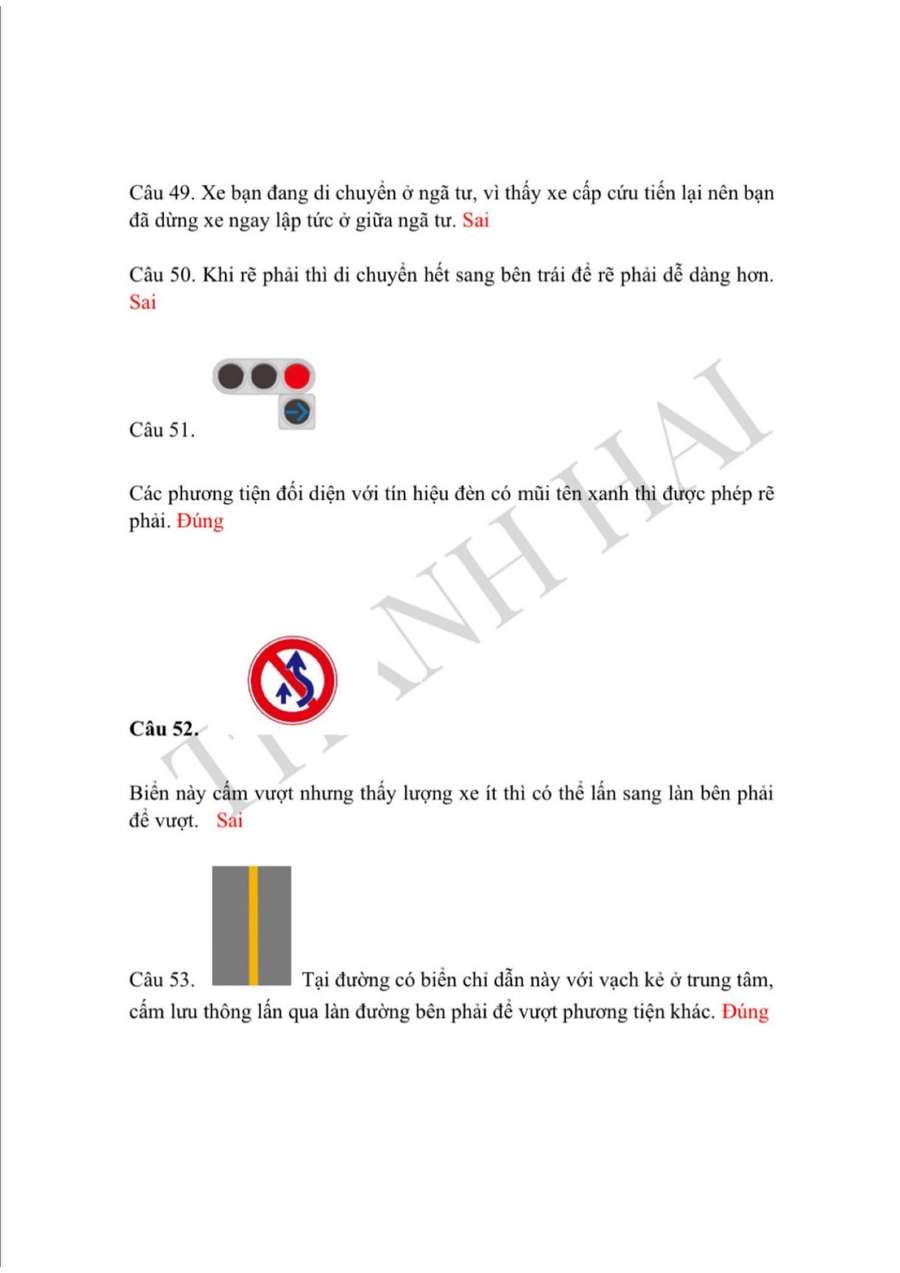 Câu 49. Xe bạn đang di chuyển ở ngã tư, vì thấy xe cấp cứu tiến lại nên bạn
đã dừng xe ngay lập tức ở giữa ngã tư. Sai
Câu 50. Khi rẽ phải thì di chuyển hết sang bên trái để rẽ phải dễ dàng hơn.
Sai
Câu 51.
Các phương tiện đối diện với tín hiệu đèn có mũi tên xanh thì được phép rẽ
phải. Đúng
Câu 52.
Biển này cấm vượt nhưng thấy lượng xe ít thì có thể lấn sang làn bên phải
để vượt. Sai
Câu 53. Tại đường có biển chỉ dẫn này với vạch kẻ ở trung tâm,
cấm lưu thông lấn qua làn đường bên phải để vượt phương tiện khác. Đúng
THANH HAI